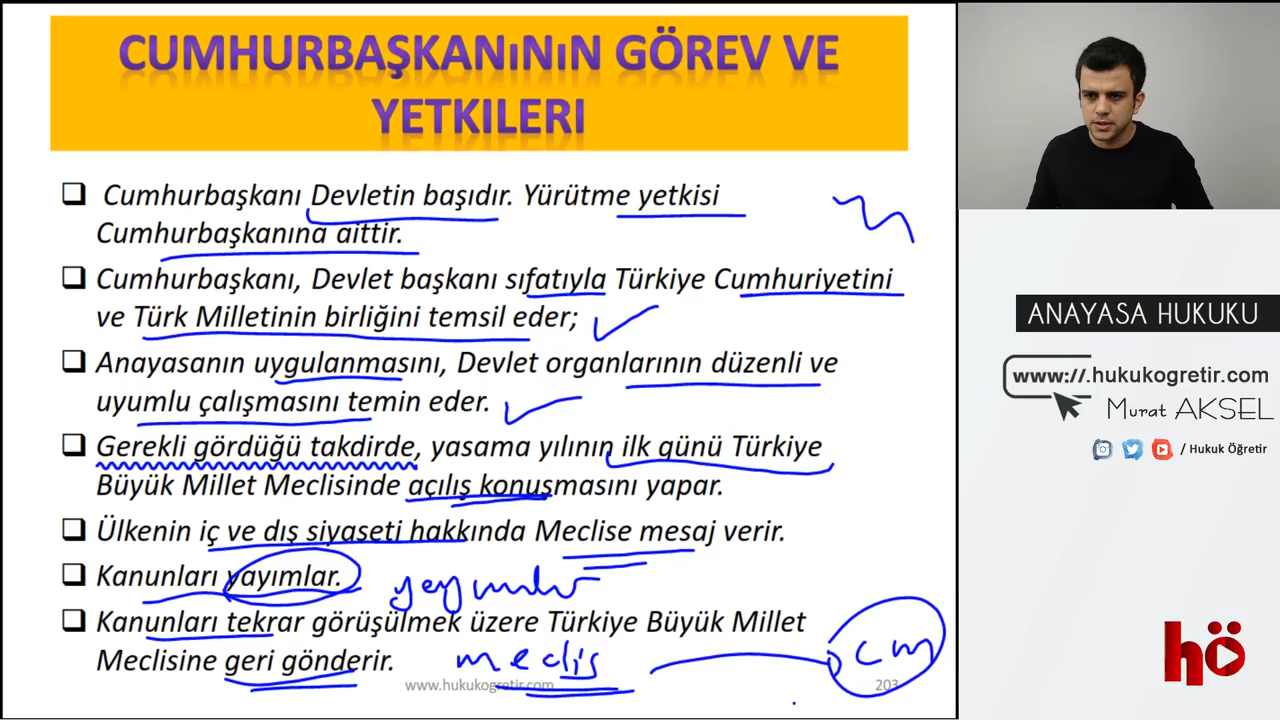 CUMHURBAŞKANıNıN GÖREV VE
YETKILERI
Cumhurbaşkanı Devletin başıdır. Yürütme yetkisi
Cumhurbaşkanına aittir.
Cumhurbaşkanı, Devlet başkanı sıfatıyla Türkiye Cumhuriyetini
ve Türk Milletinin birliğini temsil eder;
Anayasanın uygulanmasını, Devlet organlarının düzenli ve
uyumlu çalışmasını temin eder.
Gerekli gördüğü takdirde, yasama yılının ilk günü Türkiye
Büyük Millet Meclisinde açılış konuşmasını yapar.
Ülkenin iç ve dış siyaseti hakkında Meclise mesaj verir.
Kanunları yayımlar.
Kanunları tekrar görüşülmek üzere Türkiye Büyük Millet
Meclisine geri gönderir.
meclis
cm
www.hukukogretir.com
203
ANAYASA HUKUKU
www://.hukukogretir.com
Murat AKSEL
/ Hukuk Öğretir
hö